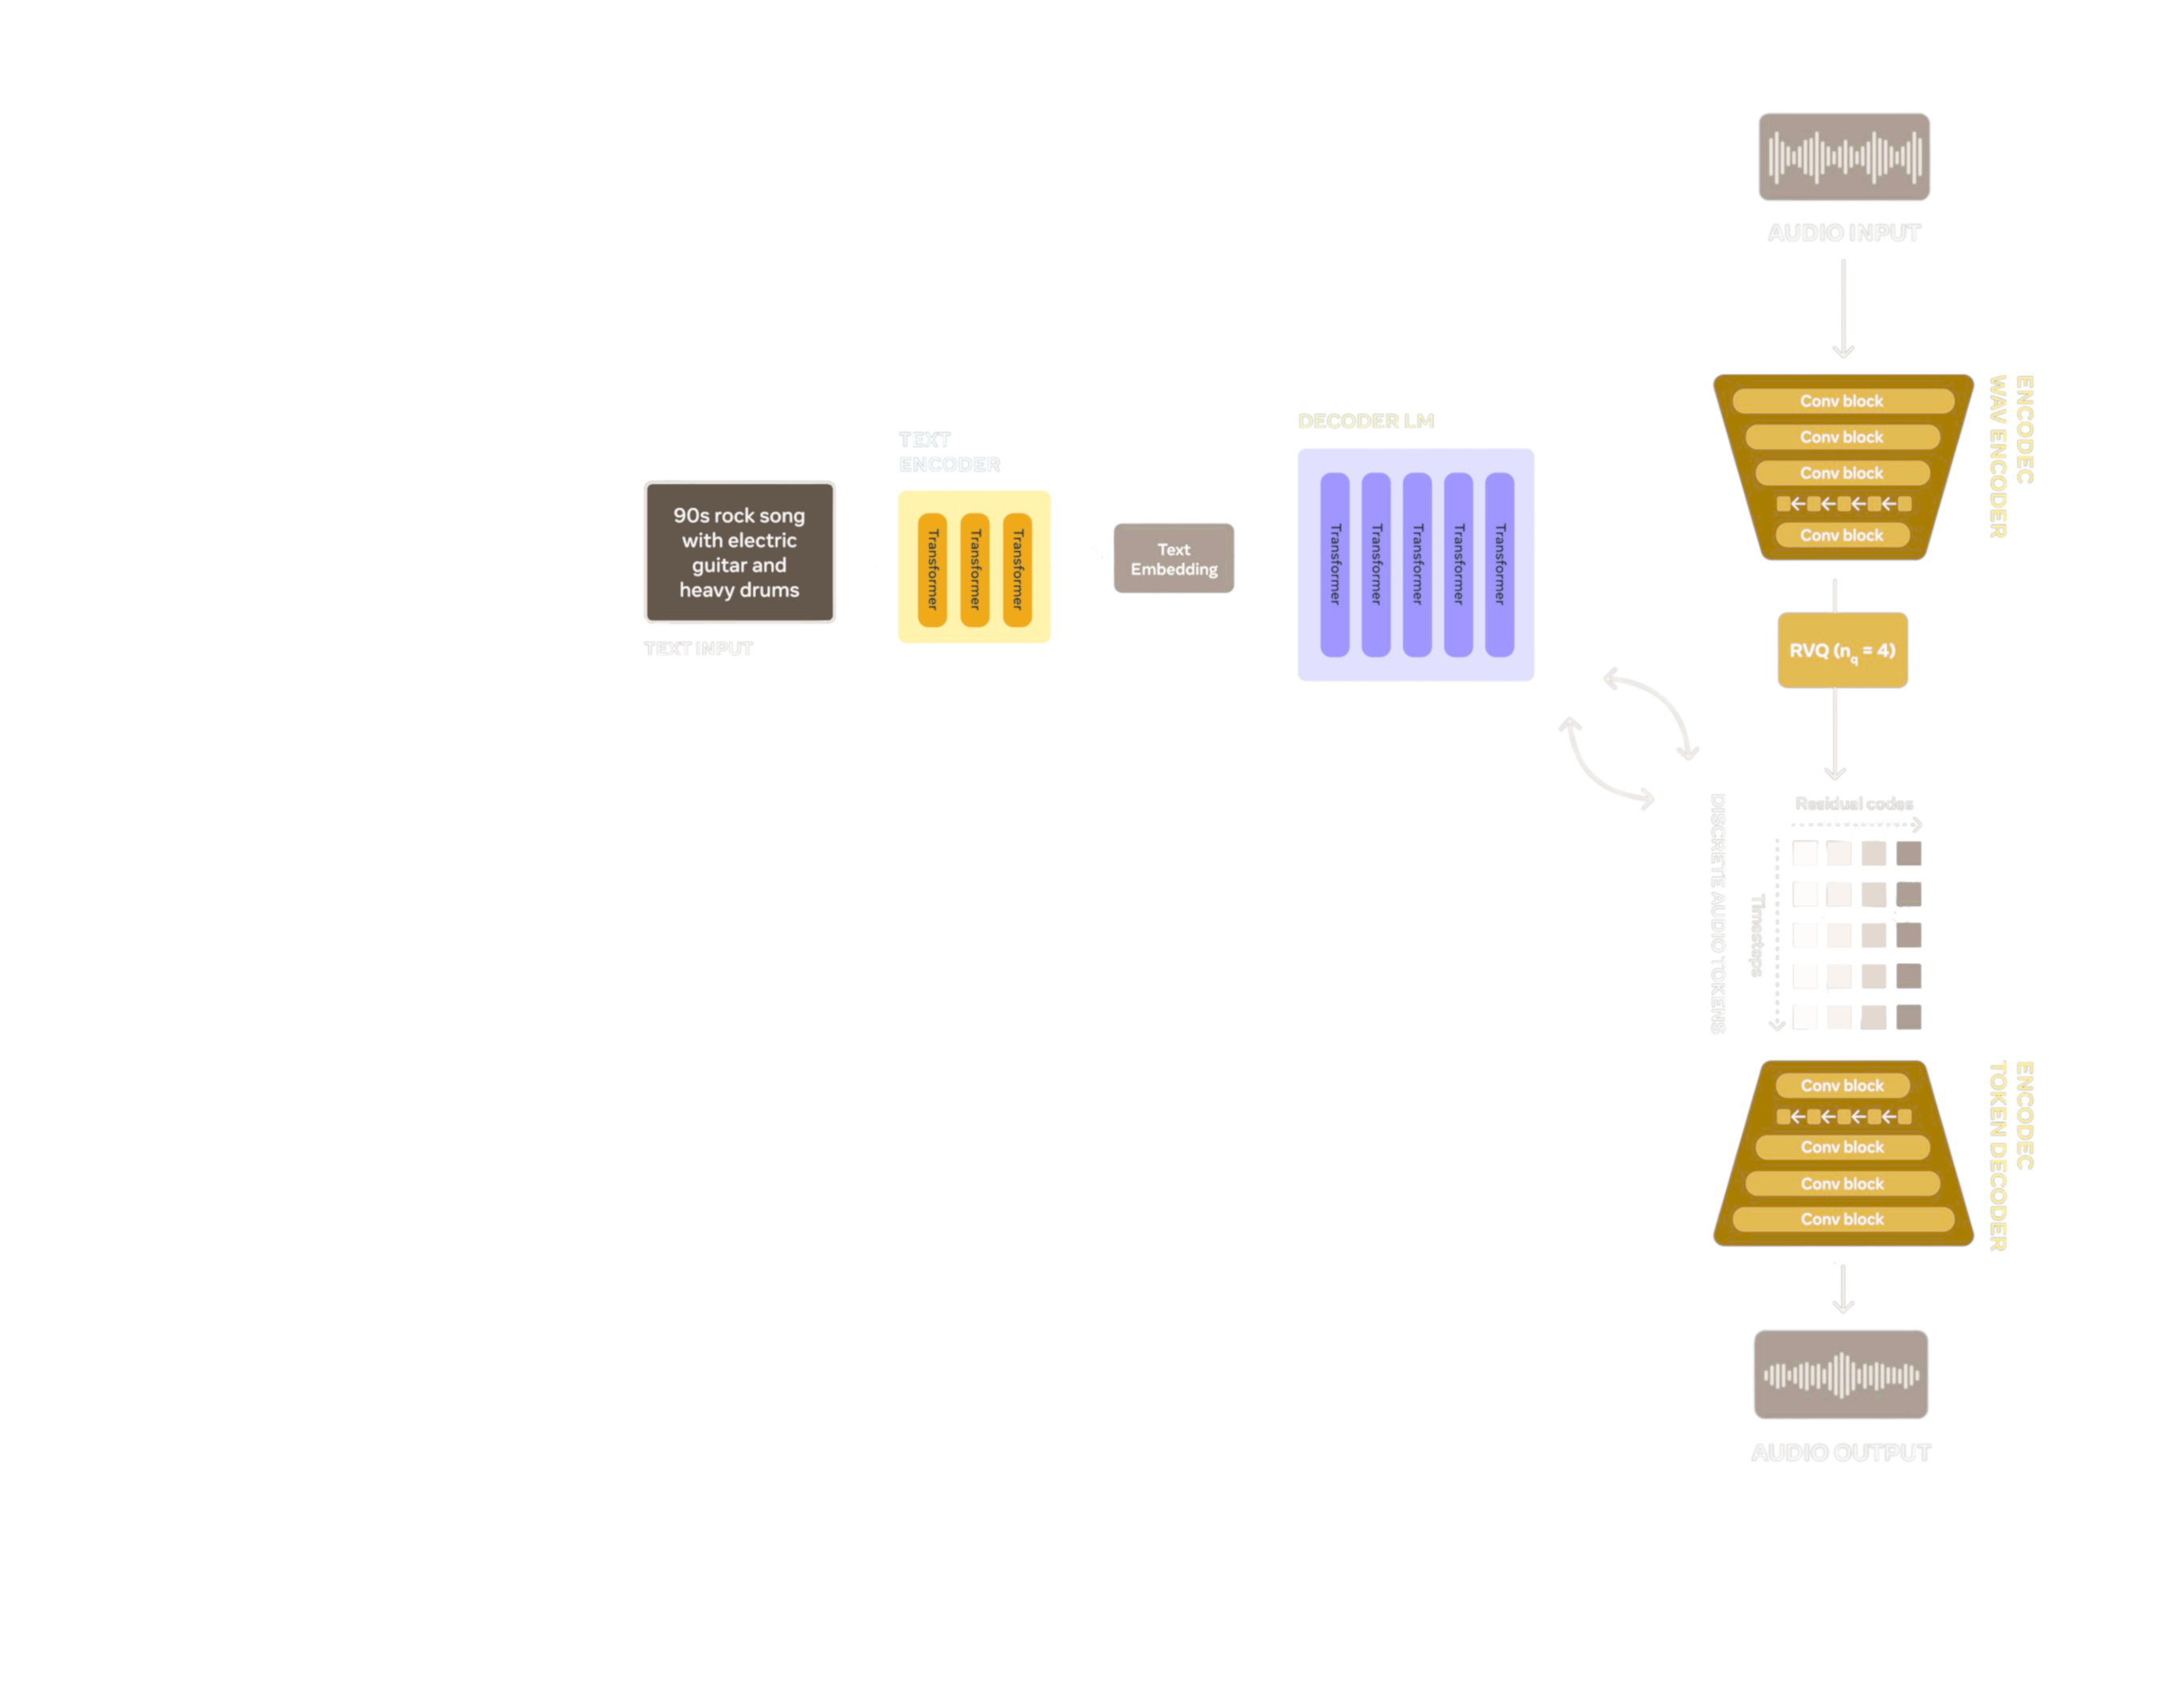 AUDIO INPUT
ENCODEC
WAV ENCODER
Conv block
Conv block
Conv block
Conv block
DECODER LM
Transformer
Transformer
Transformer
Transformer
Transformer
TEXT
ENCODER
Transformer
Transformer
Transformer
90s rock song
with electric
guitar and
heavy drums
TEXT INPUT
Text
Embedding
RVQ (nq = 4)
Residual codes
Timesteps
DISCRETE AUDIO TOKENS
ENCODEC
TOKEN DECODER
Conv block
Conv block
Conv block
Conv block
AUDIO OUTPUT